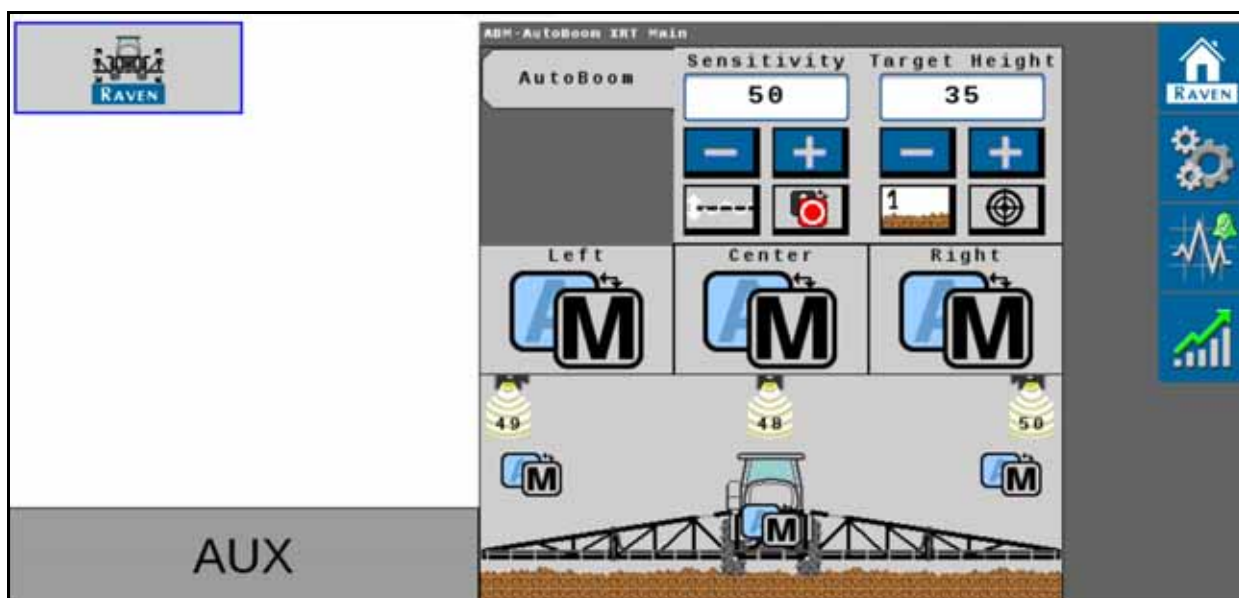 RAVEN
ABM-AutoBoom XRT Main
AutoBoom
Sensitivity
Target Height
50
35
RAVEN
1
Left
Center
Right
A M
A M
A M
49
48
50
A M
A M
A M
AUX